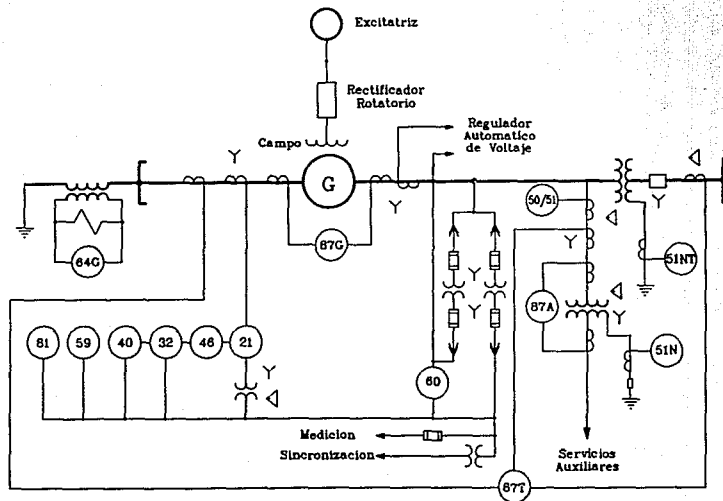 Excitatriz
Rectificador
Rotatorio
Campo
Regulador
Automatico
de Voltaje
G
50/51
51NT
64G
87G
87A
51N
81
59
40
32
46
21
60
Medicion
Sincronizacion
Servicios
Auxiliares
87T